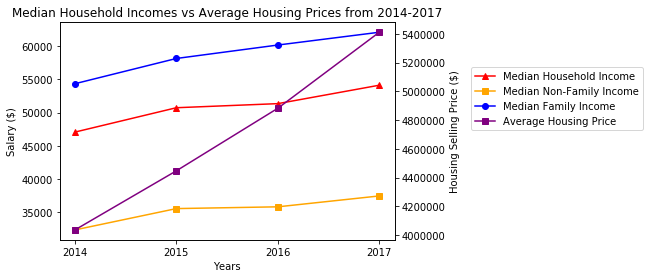 Median Household Incomes vs Average Housing Prices from 2014-2017
60000
55000
50000
45000
40000
35000
Salary ($)
2014
2015
2016
2017
Years
5400000
5200000
5000000
4800000
4600000
4400000
4200000
4000000
Housing Selling Price ($)
Median Household Income
Median Non-Family Income
Median Family Income
Average Housing Price